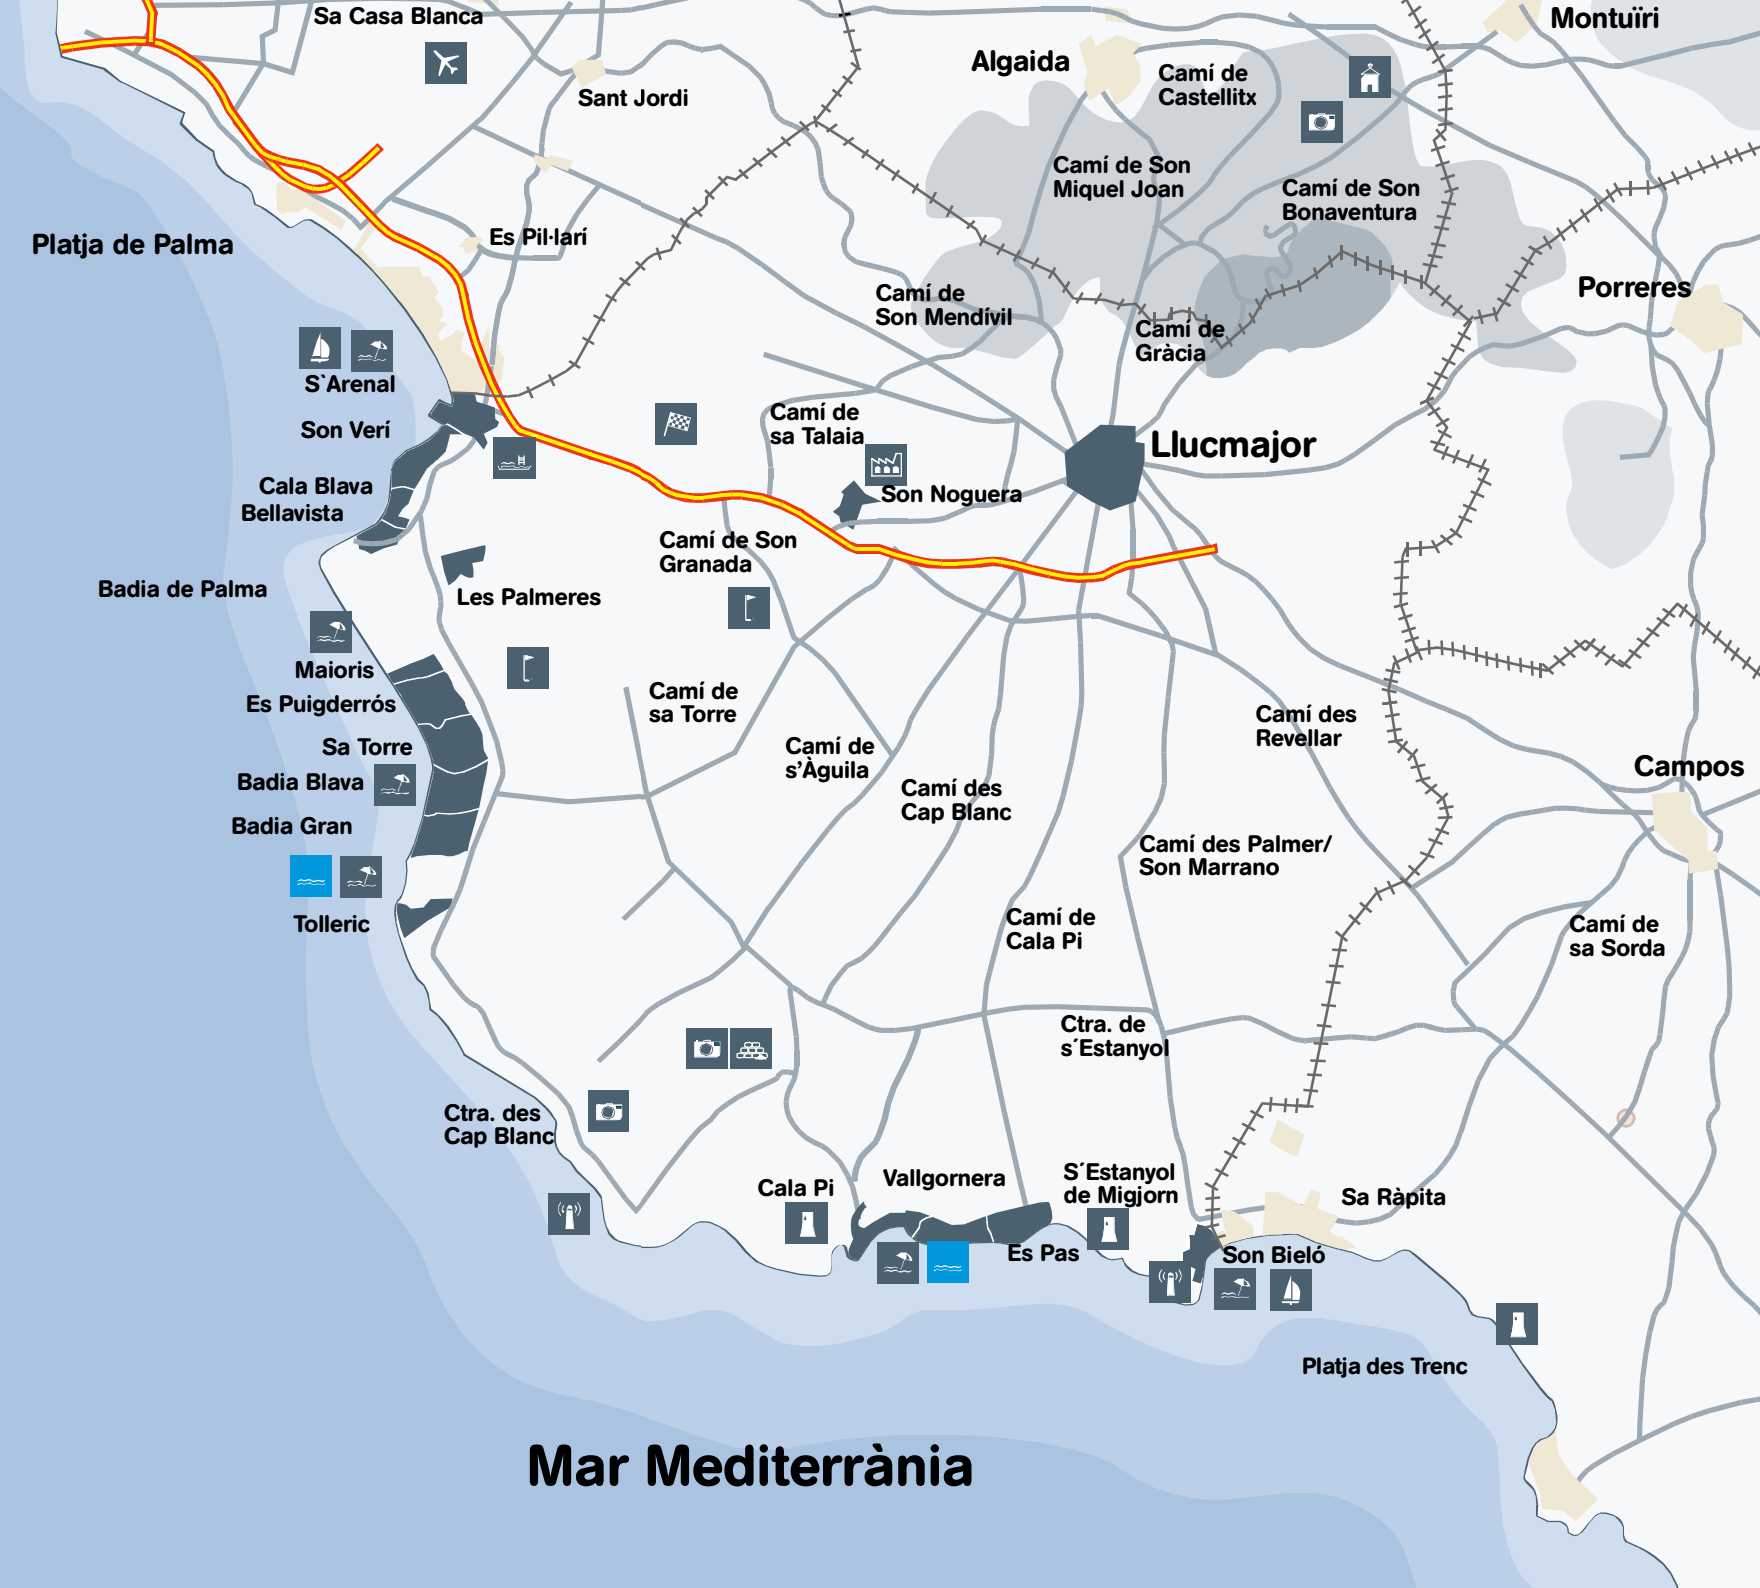 Sa Casa Blanca
Montuïri
Algaida
Camí de
Castellitx
Sant Jordi
Camí de Son
Miquel Joan
Camí de Son
Bonaventura
Platja de Palma
Es Pil·larí
Camí de
Son Mendívil
Porreres
Camí de
Gràcia
S`Arenal
Son Verí
Camí de
sa Talaia
Llucmajor
Cala Blava
Bellavista
Son Noguera
Camí de Son
Granada
Badia de Palma
Les Palmeres
Maioris
Es Puigderrós
Camí de
sa Torre
Camí des
Revellar
Sa Torre
Camí de
s’Àguila
Badia Blava
Camí des
Cap Blanc
Campos
Badia Gran
Camí des Palmer/
Son Marrano
Tolleric
Camí de
Cala Pi
Camí de
sa Sorda
Ctra. de
s´Estanyol
Ctra. des
Cap Blanc
Cala Pi
Vallgornera
S´Estanyol
de Migjorn
Sa Ràpita
Es Pas
Son Bieló
Platja des Trenc
Mar Mediterrània